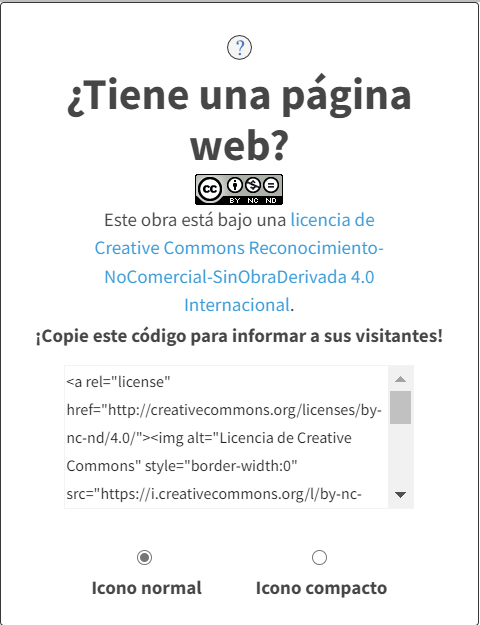 ?
¿Tiene una página
web?
cc
BY NC ND
Este obra está bajo una licencia de
Creative Commons Reconocimiento-
NoComercial-SinObraDerivada 4.0
Internacional.
¡Copie este código para informar a sus visitantes!
<a rel="license"
href="http://creativecommons.org/licenses/by-
nc-nd/4.0/"><img alt="Licencia de Creative
Commons" style="border-width:0"
src="https://i.creativecommons.org/l/by-nc-
Icono normal Icono compacto